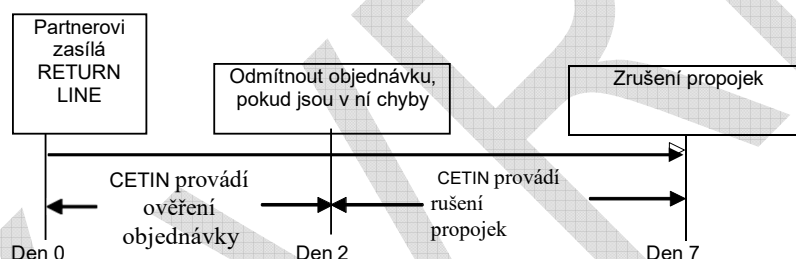 Partnerovi
zasílá
RETURN
LINE
Odmítnout objednávku,
pokud jsou v ní chyby
Zrušení propojek
CETIN provádí
ověření
objednávky
CETIN provádí
rušení
propojek
Den 0
Den 2
Den 7